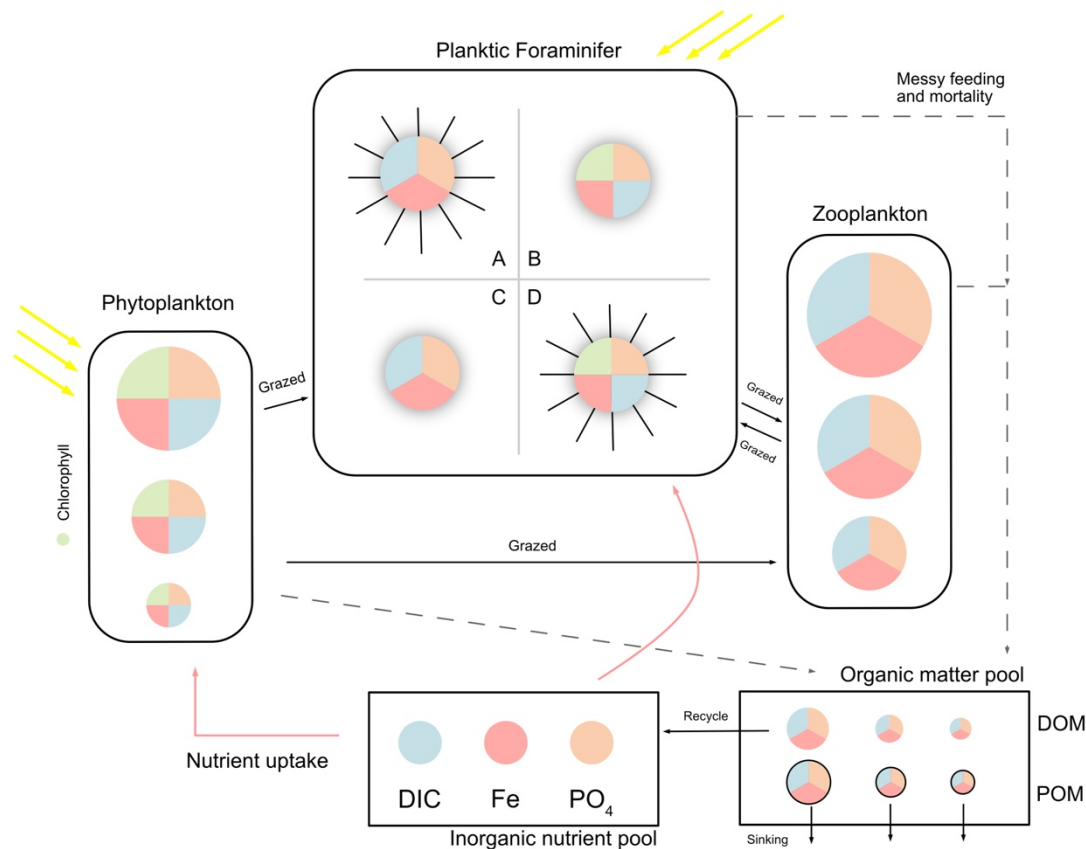 Planktic Foraminifer
Messy feeding
and mortality
Zooplankton
A
B
C
D
Phytoplankton
Grazed
Grazed
Grazed
Chlorophyll
Grazed
Organic matter pool
Recycle
DOM
Nutrient uptake
POM
DIC
Fe
PO₄
Inorganic nutrient pool
Sinking